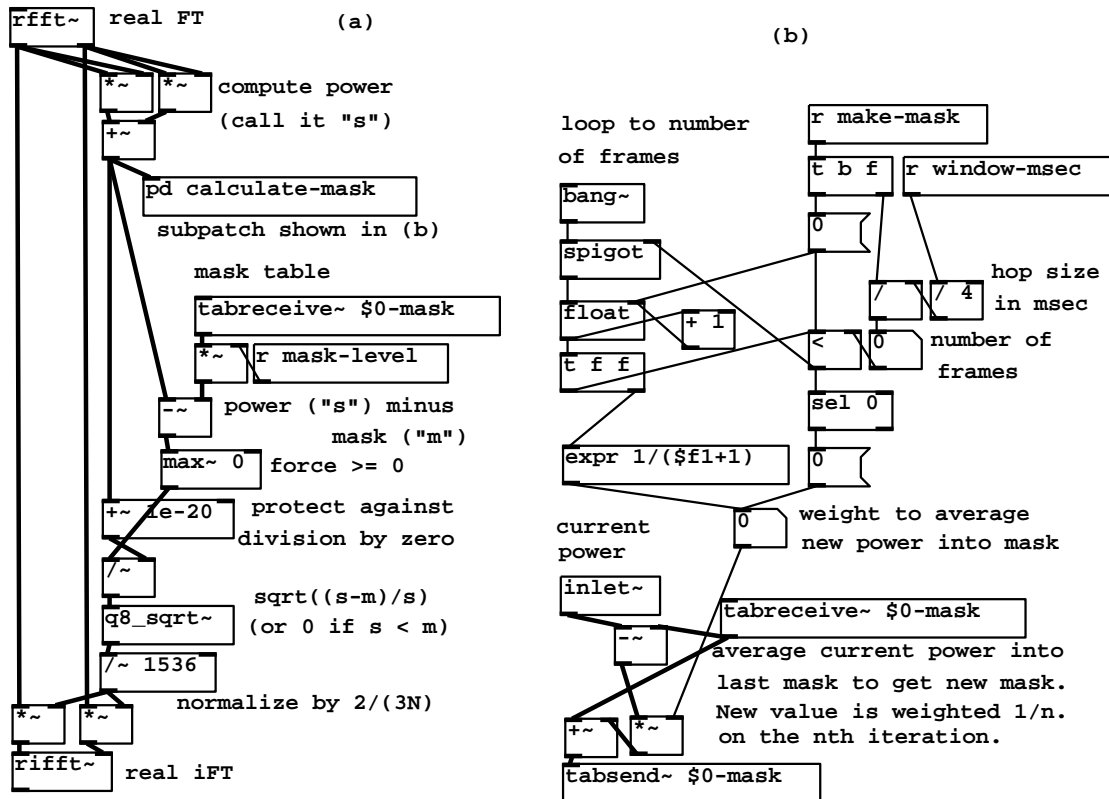 rfft~
real FT
(a)
*~
*~
compute power
(call it "s")
+~
pd calculate-mask
subpatch shown in (b)
mask table
tabreceive~ $0-mask
*~
r mask-level
-~
power ("s") minus
mask ("m")
max~ 0
force >= 0
+~ 1e-20
protect against
division by zero
/~
q8_sqrt~
sqrt((s-m)/s)
(or 0 if s < m)
/~ 1536
normalize by 2/(3N)
*~
*~
rifft~
real iFT
(b)
loop to number
of frames
r make-mask
t b f
r window-msec
bang~
0
spigot
/
/ 4
hop size
in msec
float
+ 1
<
0
number of
frames
t f f
sel 0
expr 1/($f1+1)
0
0
weight to average
new power into mask
current
power
inlet~
tabreceive~ $0-mask
-~
average current power into
last mask to get new mask.
New value is weighted 1/n.
on the nth iteration.
+~
*~
tabsend~ $0-mask